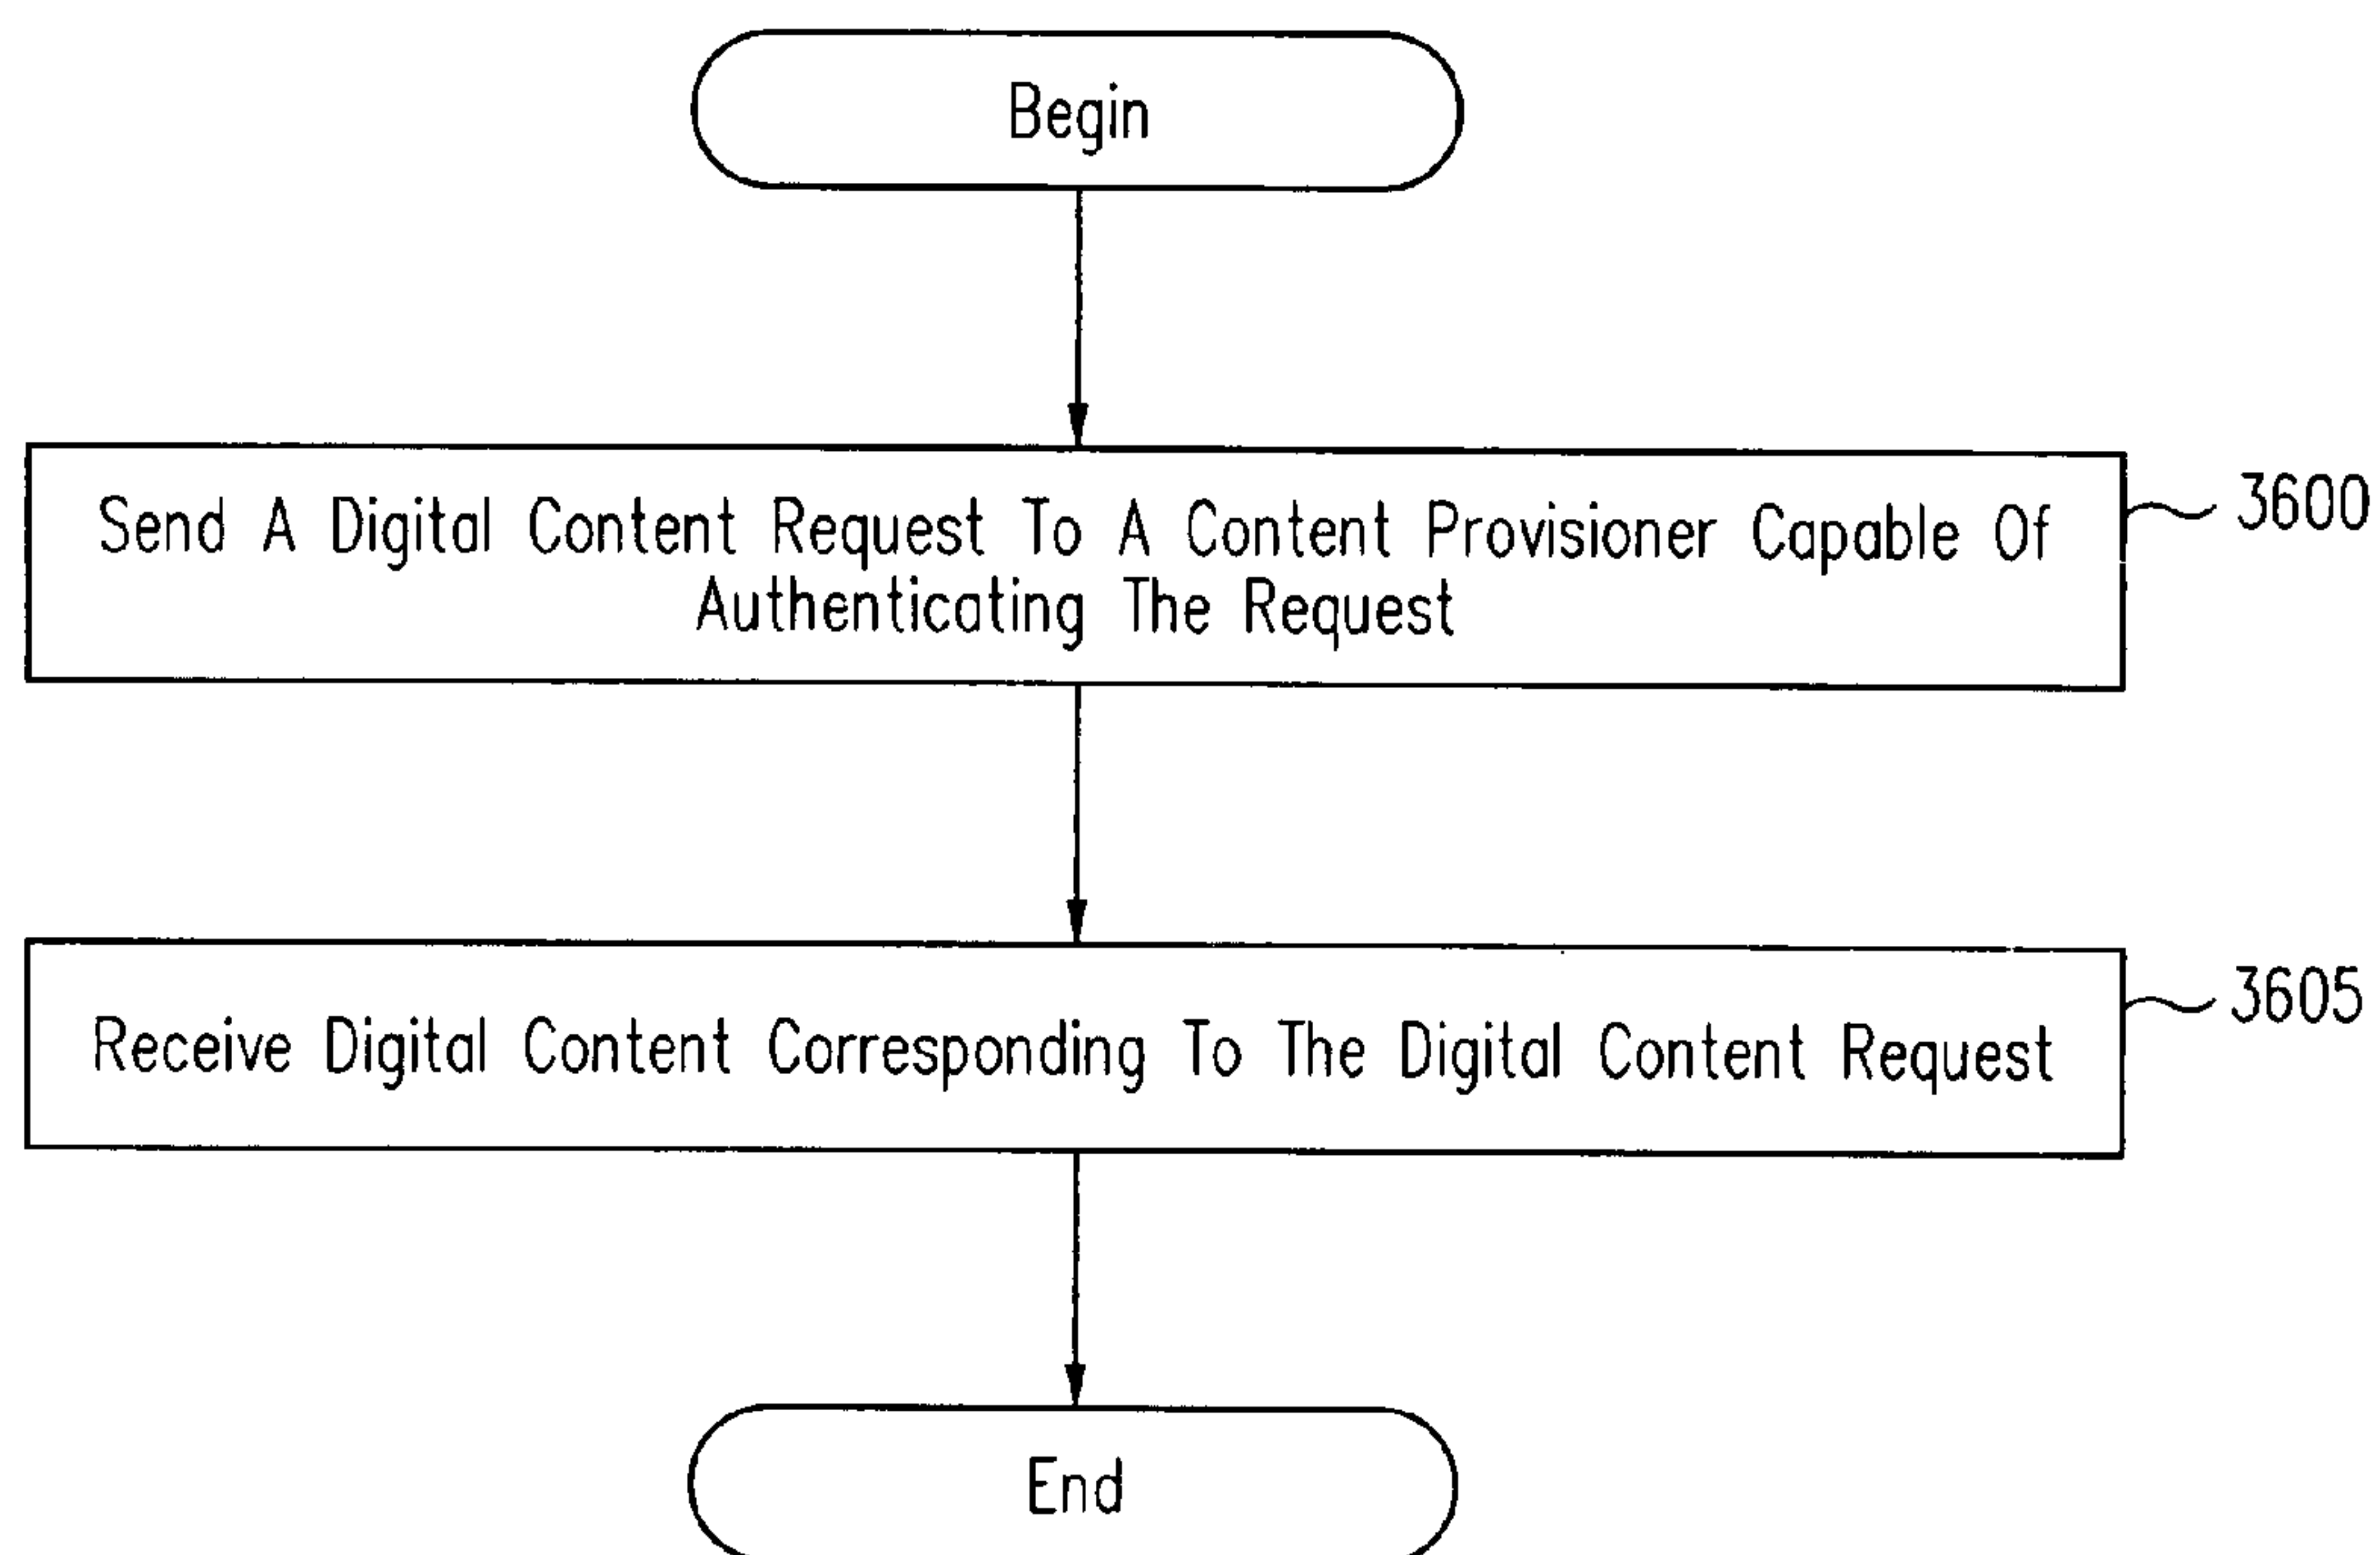 Begin
Send A Digital Content Request To A Content Provisioner Capable Of
Authenticating The Request
3600
Receive Digital Content Corresponding To The Digital Content Request
3605
End